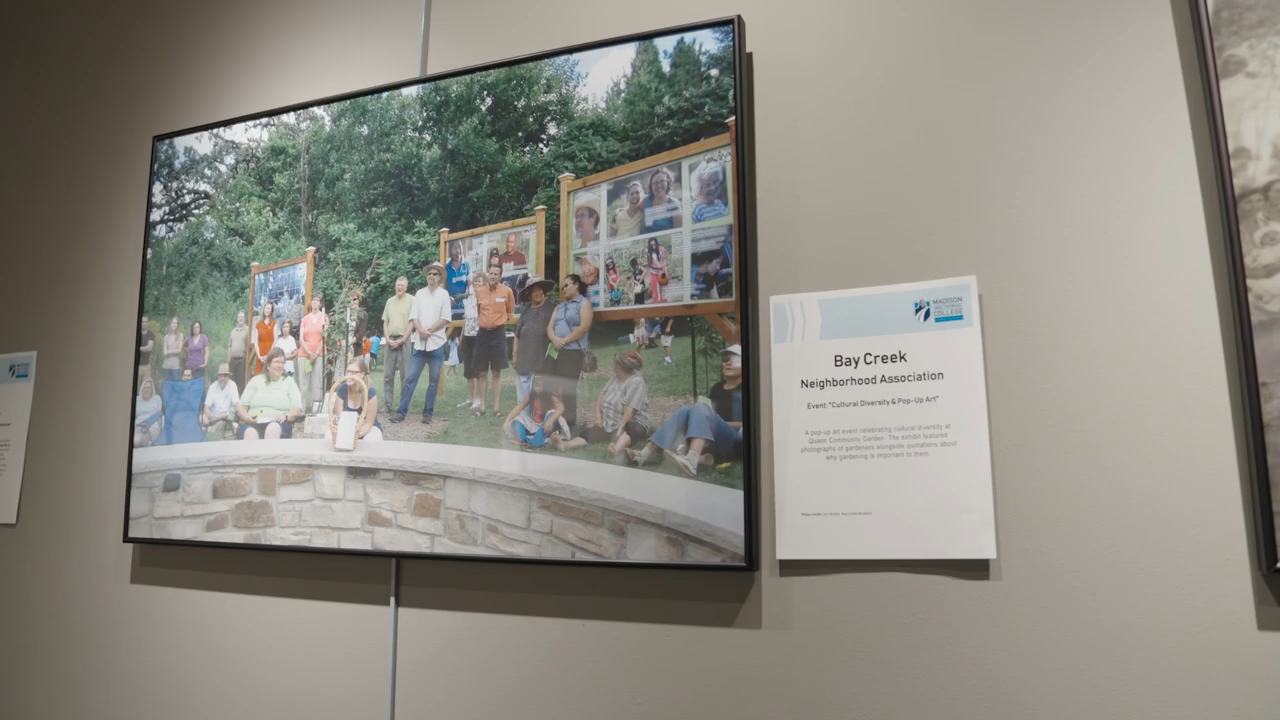 MADISON
COLLEGE
Bay Creek
Neighborhood Association
Event: "Cultural Diversity & Pop-Up Art"
A pop-up art event celebrating cultural diversity at
Quann Community Garden. The exhibit featured
photographs of gardeners alongside quotations about
why gardening is important to them.